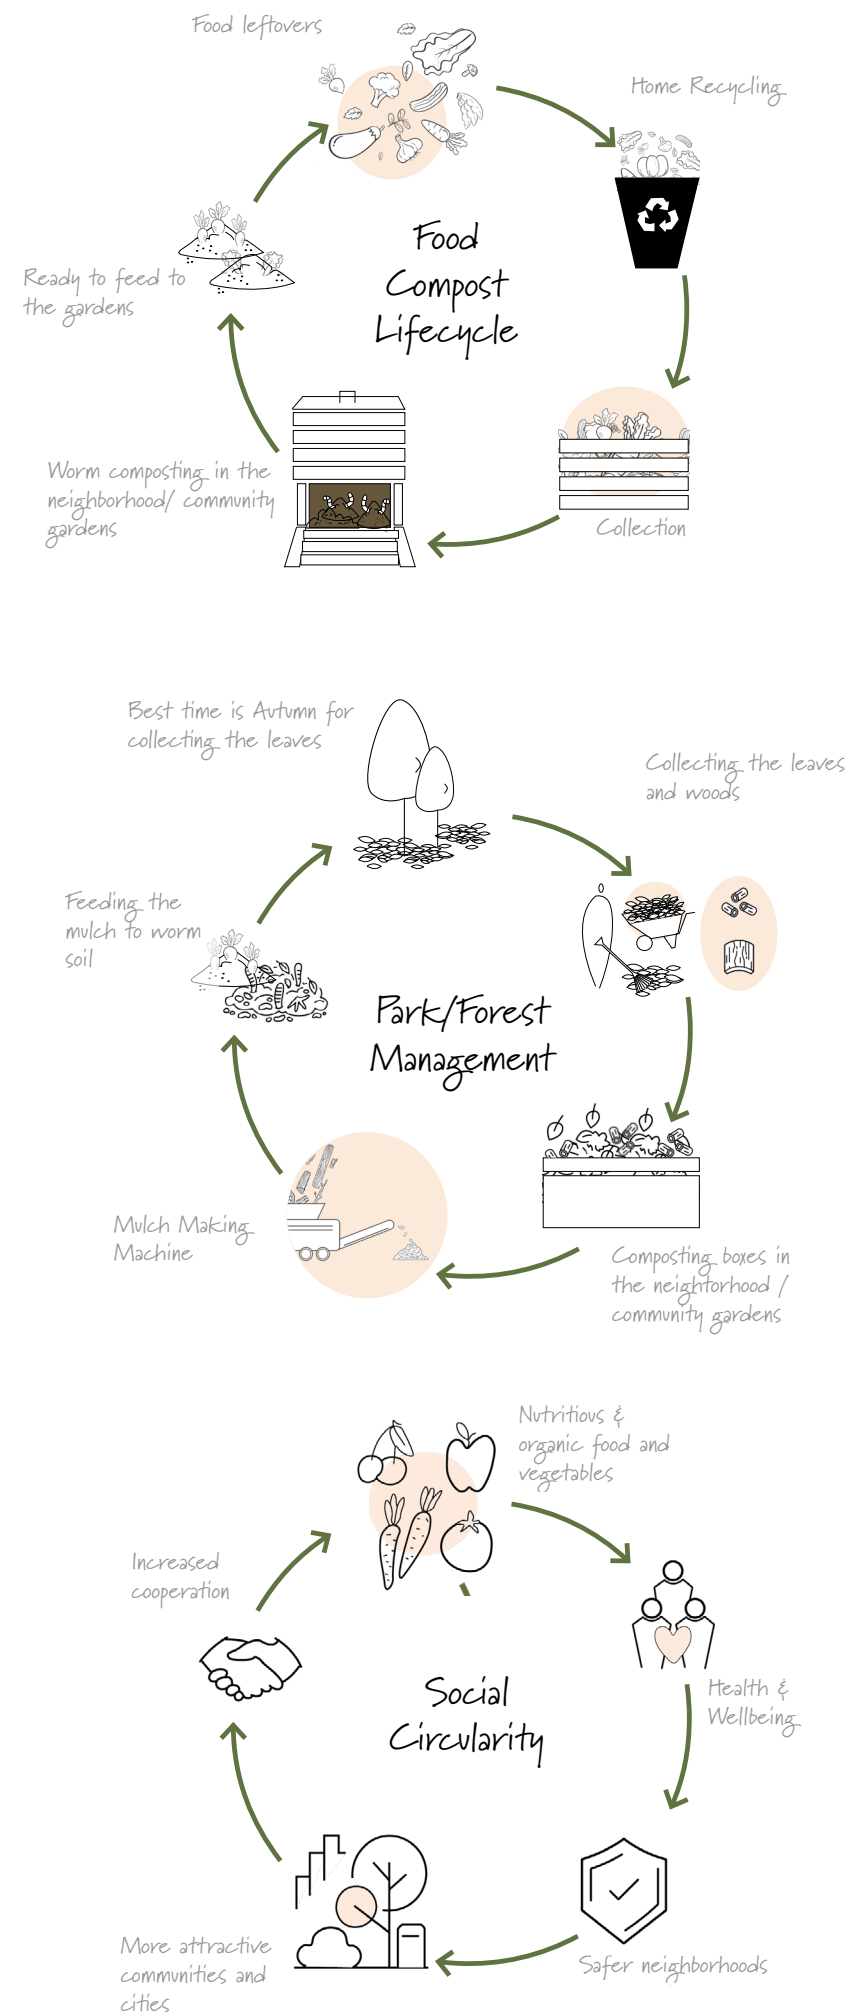 Food leftovers
Home Recycling
Food
Compost
Lifecycle
Ready to feed to
the gardens
Worm composting in the
neighborhood/ community
gardens
Collection
Best time is Autumn for
collecting the leaves
Collecting the leaves
and woods
Feeding the
mulch to worm
soil
Park/Forest
Management
Mulch Making
Machine
Composting boxes in
the neightorhood /
community gardens
Nutritious &
organic food and
vegetables
Increased
cooperation
Social
Circularity
Health &
Wellbeing
Safer neighborhoods
More attractive
communities and
cities